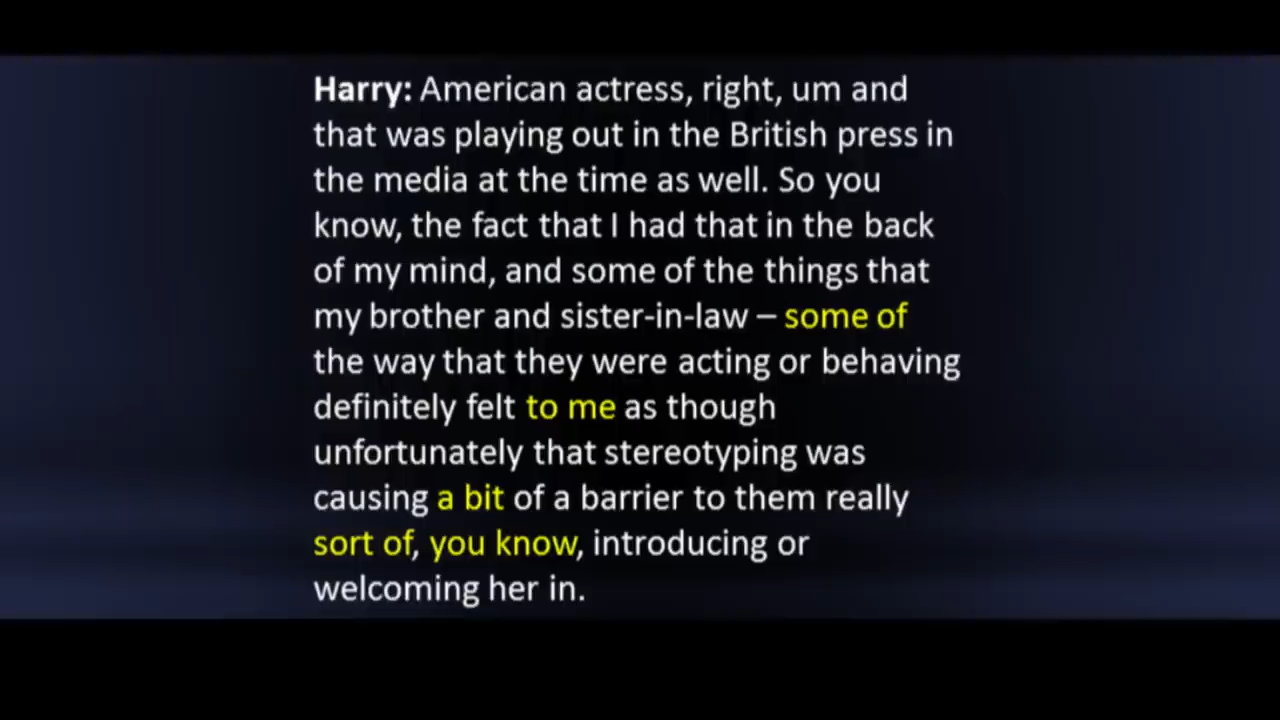 Harry: American actress, right, um and
that was playing out in the British press in
the media at the time as well. So you
know, the fact that I had that in the back
of my mind, and some of the things that
my brother and sister-in-law – some of
the way that they were acting or behaving
definitely felt to me as though
unfortunately that stereotyping was
causing a bit of a barrier to them really
sort of, you know, introducing or
welcoming her in.